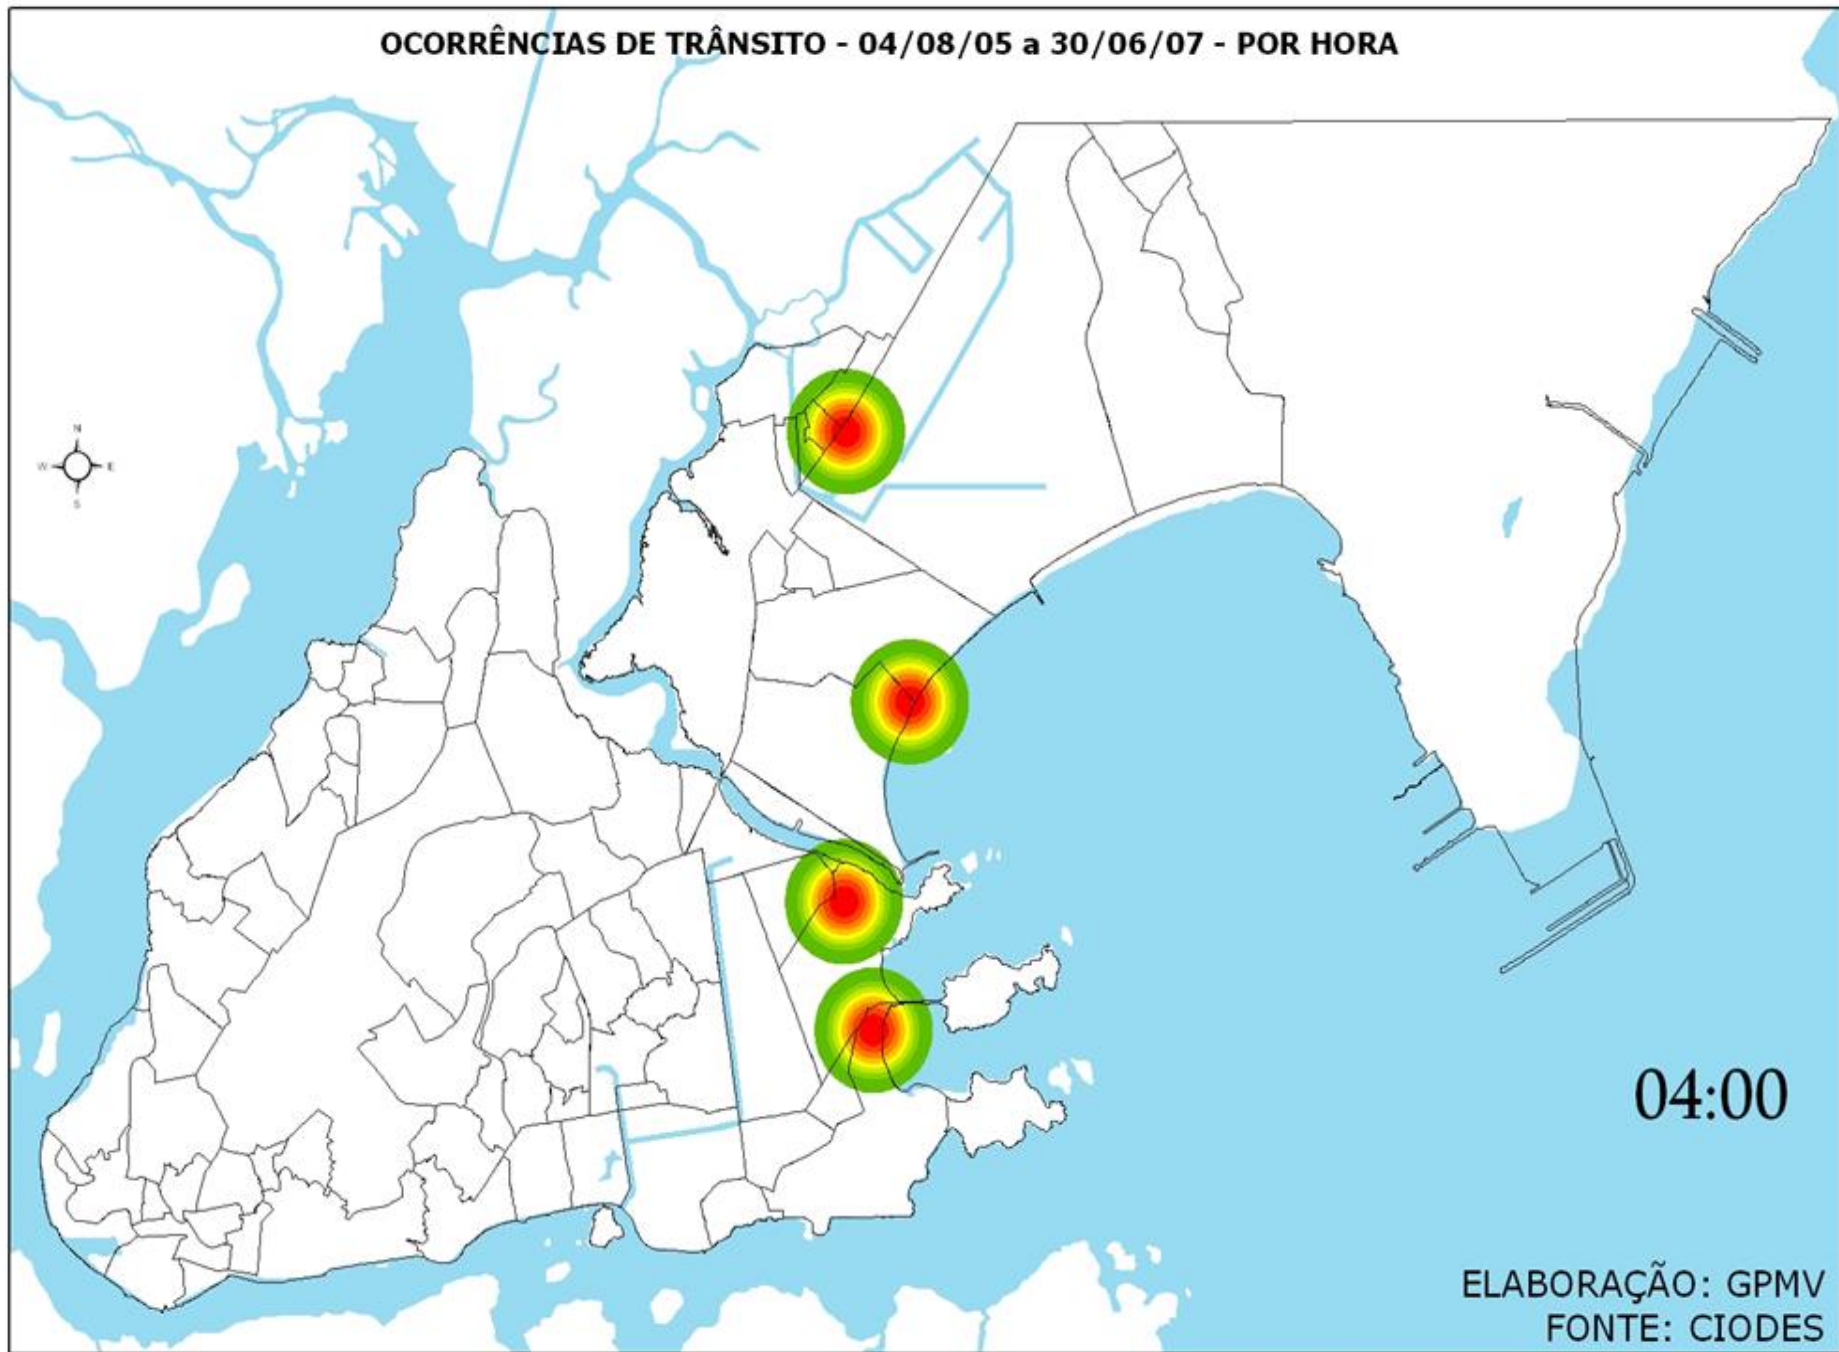 OCORRÊNCIAS DE TRÂNSITO - 04/08/05 a 30/06/07 - POR HORA
N
W E
S
04:00
ELABORAÇÃO: GPMV
FONTE: CIODES